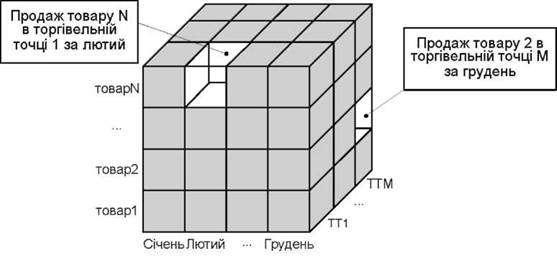 Продаж товару N
в торгівельній
точці 1 за лютий
Продаж товару 2 в
торгівельній точці M
за грудень
товарN
...
товар2
товар1
Січень Лютий ... Грудень
ТТ1
...
ТТМ